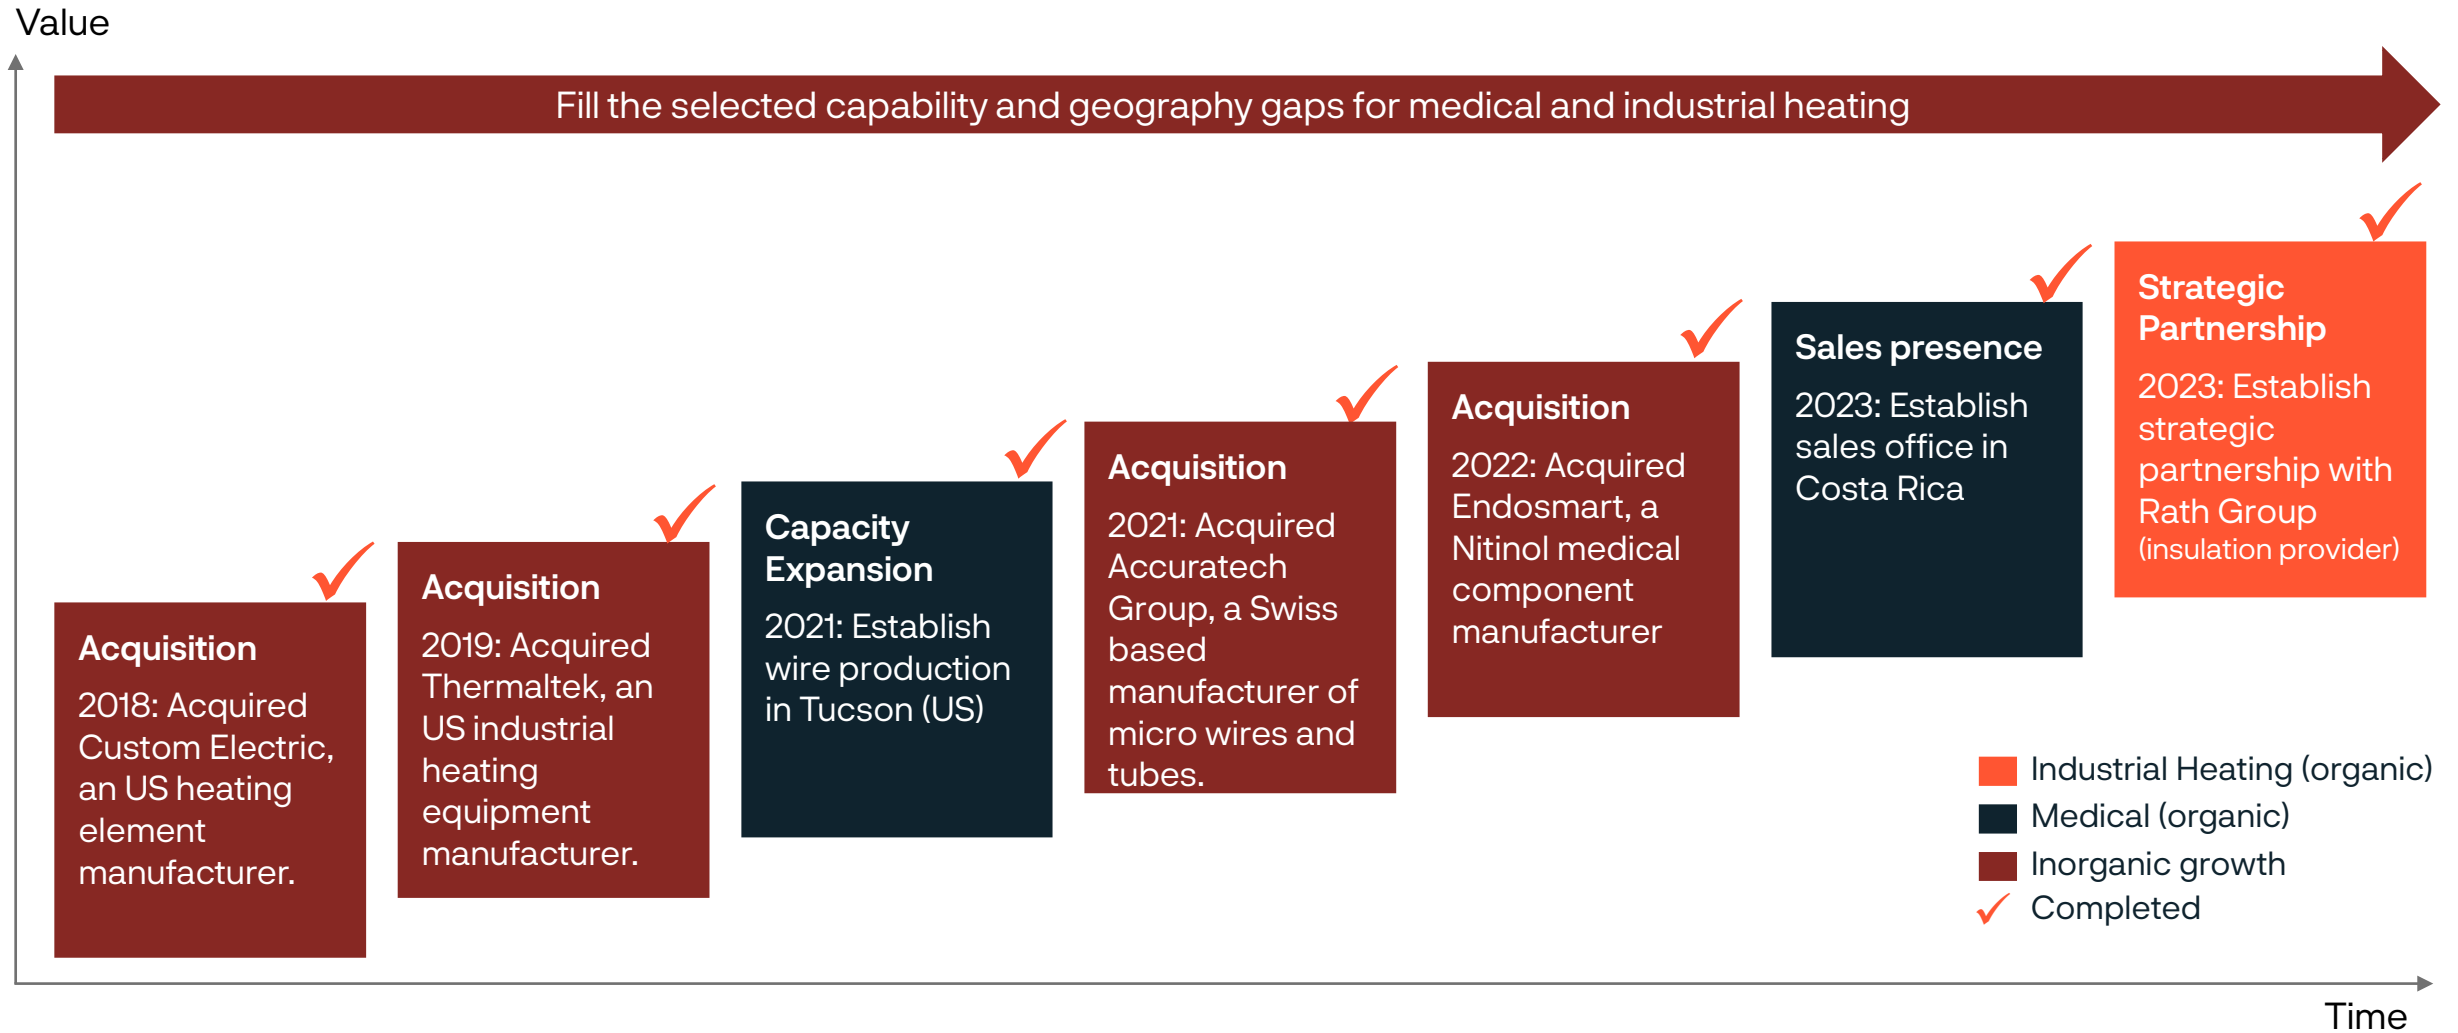 Value
Fill the selected capability and geography gaps for medical and industrial heating
Acquisition
2018: Acquired
Custom Electric,
an US heating
element
manufacturer.
Acquisition
2019: Acquired
Thermaltek, an
US industrial
heating
equipment
manufacturer.
Capacity
Expansion
2021: Establish
wire production
in Tucson (US)
Acquisition
2021: Acquired
Accuratech
Group, a Swiss
based
manufacturer of
micro wires and
tubes.
Acquisition
2022: Acquired
Endosmart, a
Nitinol medical
component
manufacturer
Sales presence
2023: Establish
sales office in
Costa Rica
Strategic
Partnership
2023: Establish
strategic
partnership with
Rath Group
(insulation provider)
Industrial Heating (organic)
Medical (organic)
Inorganic growth
Completed
Time